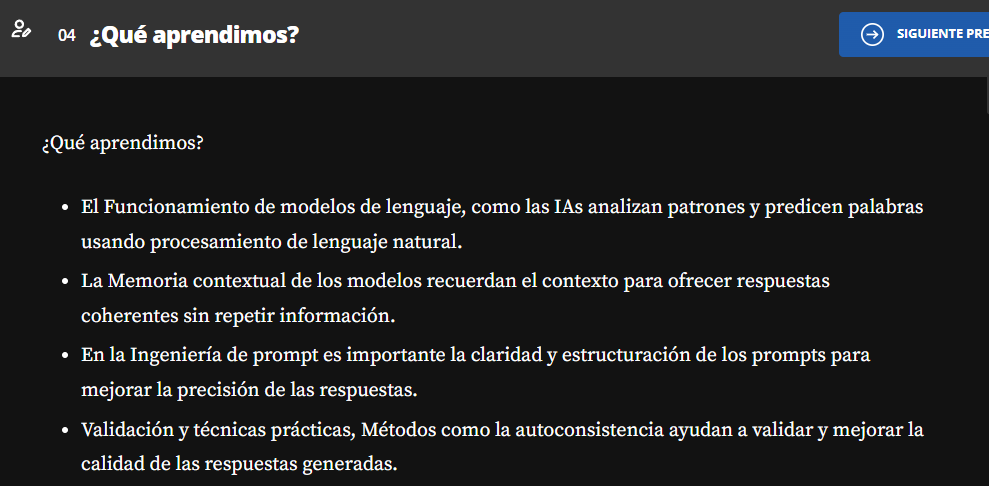 04 ¿Qué aprendimos?
SIGUIENTE PRE
¿Qué aprendimos?
• El Funcionamiento de modelos de lenguaje, como las IAs analizan patrones y predicen palabras
usando procesamiento de lenguaje natural.
• La Memoria contextual de los modelos recuerdan el contexto para ofrecer respuestas
coherentes sin repetir información.
• En la Ingeniería de prompt es importante la claridad y estructuración de los prompts para
mejorar la precisión de las respuestas.
• Validación y técnicas prácticas, Métodos como la autoconsistencia ayudan a validar y mejorar la
calidad de las respuestas generadas.